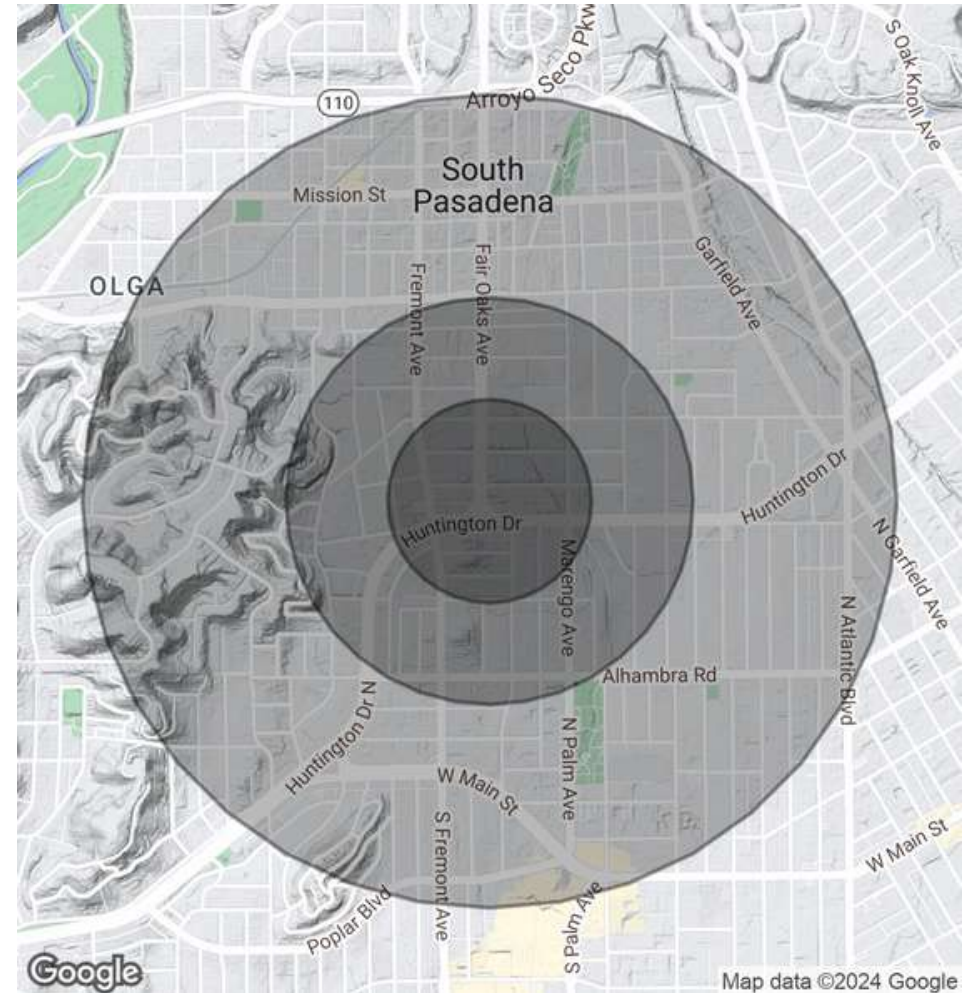 S Oak Knoll Ave
110
Arroyo Seco Pkwy
South
Pasadena
Mission St
OLGA
Fremont Ave
Fair Oaks Ave
Garfield Ave
Huntington Dr
Huntington Dr
Marengo Ave
N Garfield Ave
N Atlantic Blvd
Alhambra Rd
Huntington Dr N
N Palm Ave
W Main St
S Fremont Ave
W Main St
Poplar Blvd
S Palm Ave
Google
Map data ©2024 Google